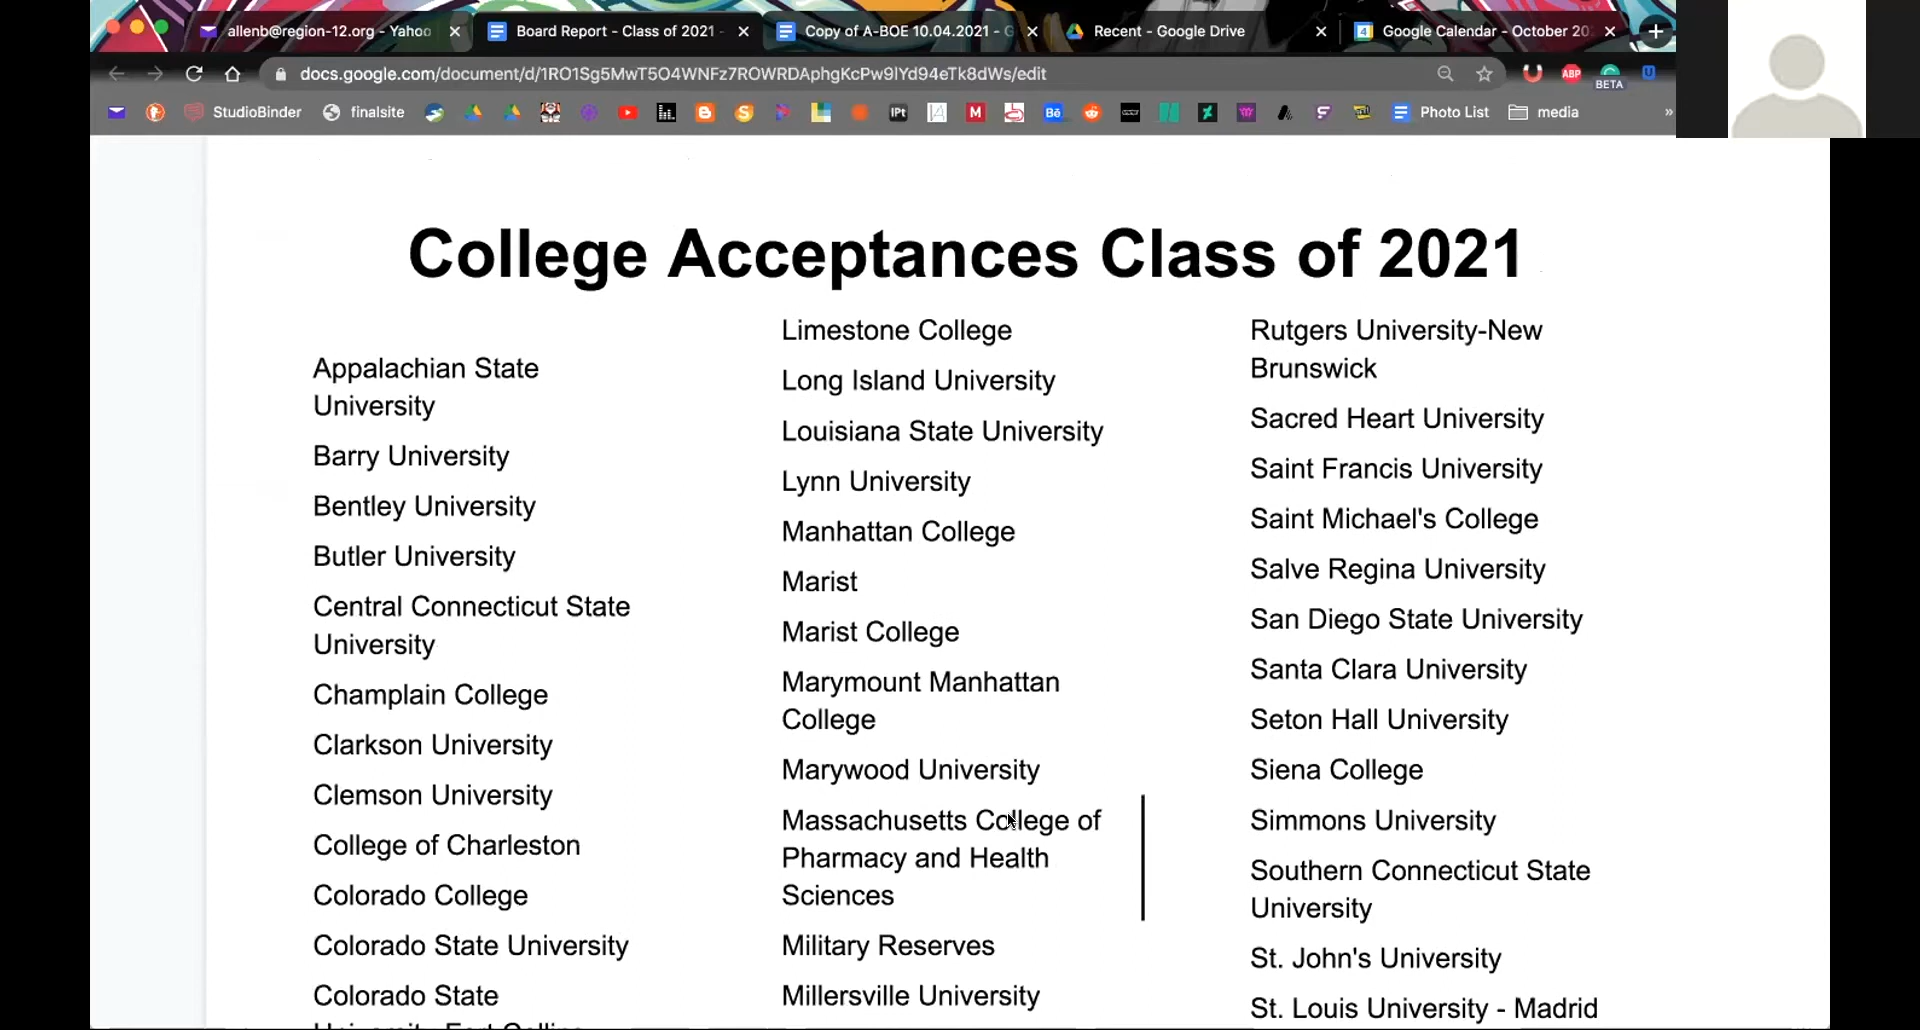 allenb@region-12.org - Yahoo
Board Report - Class of 2021 -
Copy of A-BOE 10.04.2021 - G
Recent - Google Drive
Google Calendar - October 20
docs.google.com/document/d/1RO1Sg5MwT5O4WNFz7ROWRDAphgKcPw9lYd94eTk8dWs/edit
ABP
BETA
StudioBinder
finalsite
IPt
M
Bē
Photo List
media
College Acceptances Class of 2021
Appalachian State
University
Barry University
Bentley University
Butler University
Central Connecticut State
University
Champlain College
Clarkson University
Clemson University
College of Charleston
Colorado College
Colorado State University
Colorado State
Limestone College
Long Island University
Louisiana State University
Lynn University
Manhattan College
Marist
Marist College
Marymount Manhattan
College
Marywood University
Massachusetts College of
Pharmacy and Health
Sciences
Military Reserves
Millersville University
Rutgers University-New
Brunswick
Sacred Heart University
Saint Francis University
Saint Michael's College
Salve Regina University
San Diego State University
Santa Clara University
Seton Hall University
Siena College
Simmons University
Southern Connecticut State
University
St. John's University
St. Louis University - Madrid